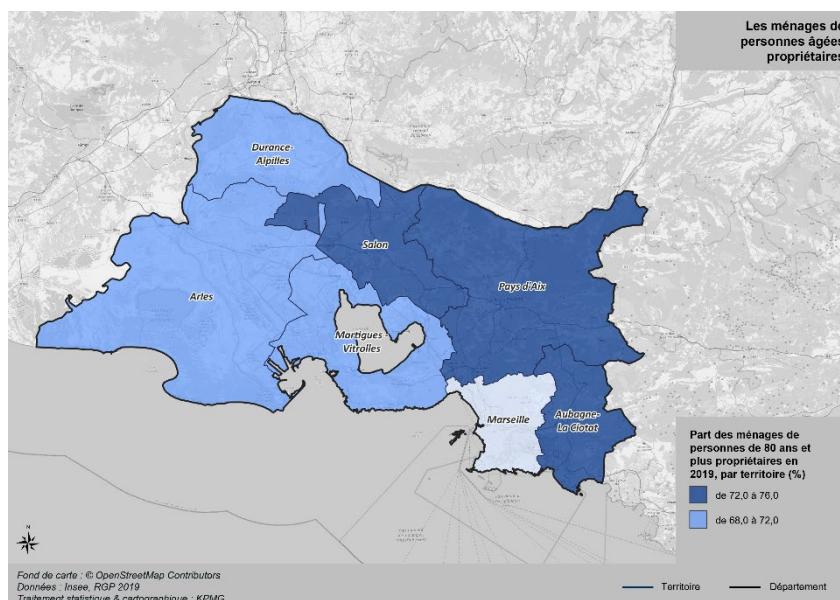 Les ménages de
personnes âgées
propriétaires
Durance-
Alpilles
Salon
Pays d'Aix
Arles
Martigues -
Vitrolles
Marseille
Aubagne-
La Ciotat
Part des ménages de
personnes de 80 ans et
plus propriétaires en
2019, par territoire (%)
de 72,0 à 76,0
de 68,0 à 72,0
N
Fond de carte : © OpenStreetMap Contributors
Données : Insee, RGP 2019
Traitement statistique & cartographique : KPMG
Territoire
Département